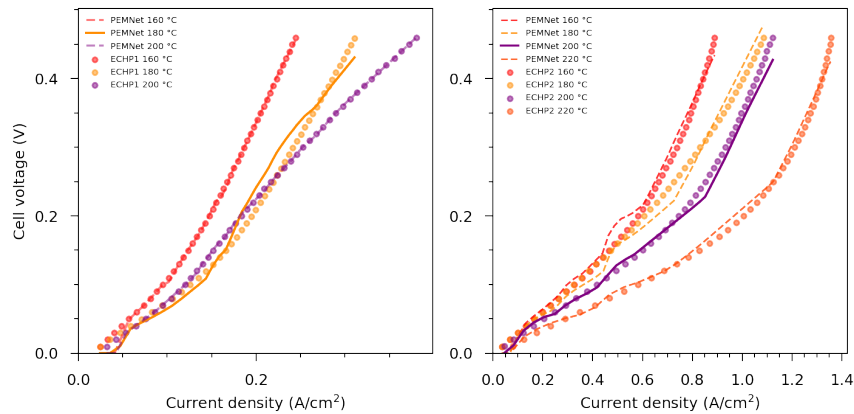 PEMNet 160 °C
PEMNet 180 °C
PEMNet 200 °C
ECHP1 160 °C
ECHP1 180 °C
ECHP1 200 °C
0.4
0.2
0.0
Cell voltage (V)
0.0 0.2
Current density (A/cm²)
PEMNet 160 °C
PEMNet 180 °C
PEMNet 200 °C
PEMNet 220 °C
ECHP2 160 °C
ECHP2 180 °C
ECHP2 200 °C
ECHP2 220 °C
0.4
0.2
0.0
0.0 0.2 0.4 0.6 0.8 1.0 1.2 1.4
Current density (A/cm²)